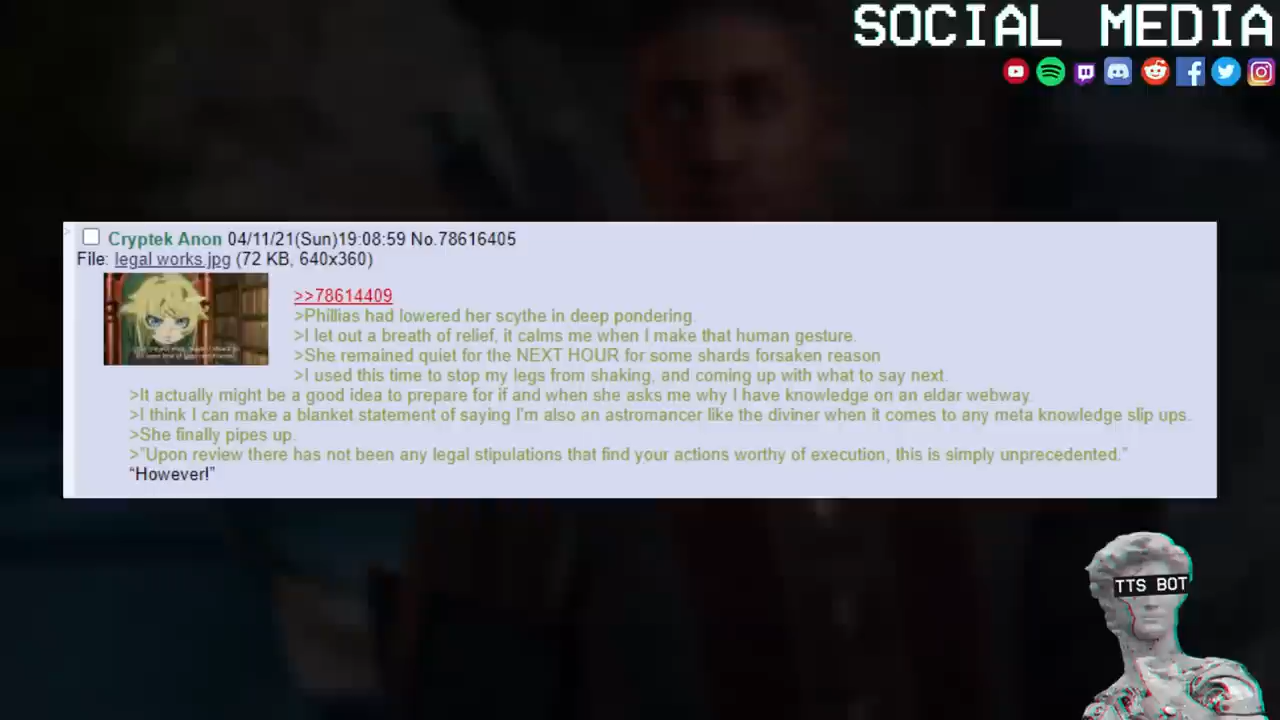 SOCIAL MEDIA
Cryptek Anon 04/11/21(Sun)19:08:59 No.78616405
File: legal works.jpg (72 KB, 640x360)
>>78614409
>Phillias had lowered her scythe in deep pondering.
>I let out a breath of relief, it calms me when I make that human gesture.
>She remained quiet for the NEXT HOUR for some shards forsaken reason
>I used this time to stop my legs from shaking, and coming up with what to say next.
>It actually might be a good idea to prepare for if and when she asks me why I have knowledge on an eldar webway.
>I think I can make a blanket statement of saying I'm also an astromancer like the diviner when it comes to any meta knowledge slip ups.
>She finally pipes up.
>"Upon review there has not been any legal stipulations that find your actions worthy of execution, this is simply unprecedented."
“However!”
TTS BOT